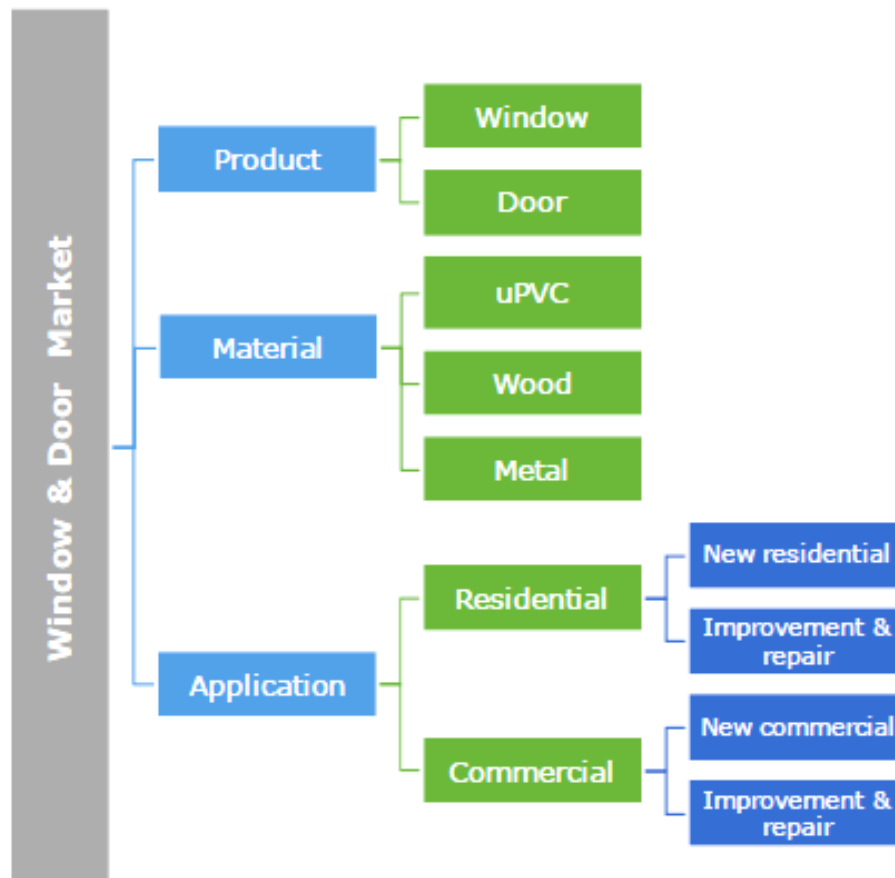 Window & Door Market
Product
Window
Door
Material
uPVC
Wood
Metal
Application
Residential
New residential
Improvement &
repair
Commercial
New commercial
Improvement &
repair